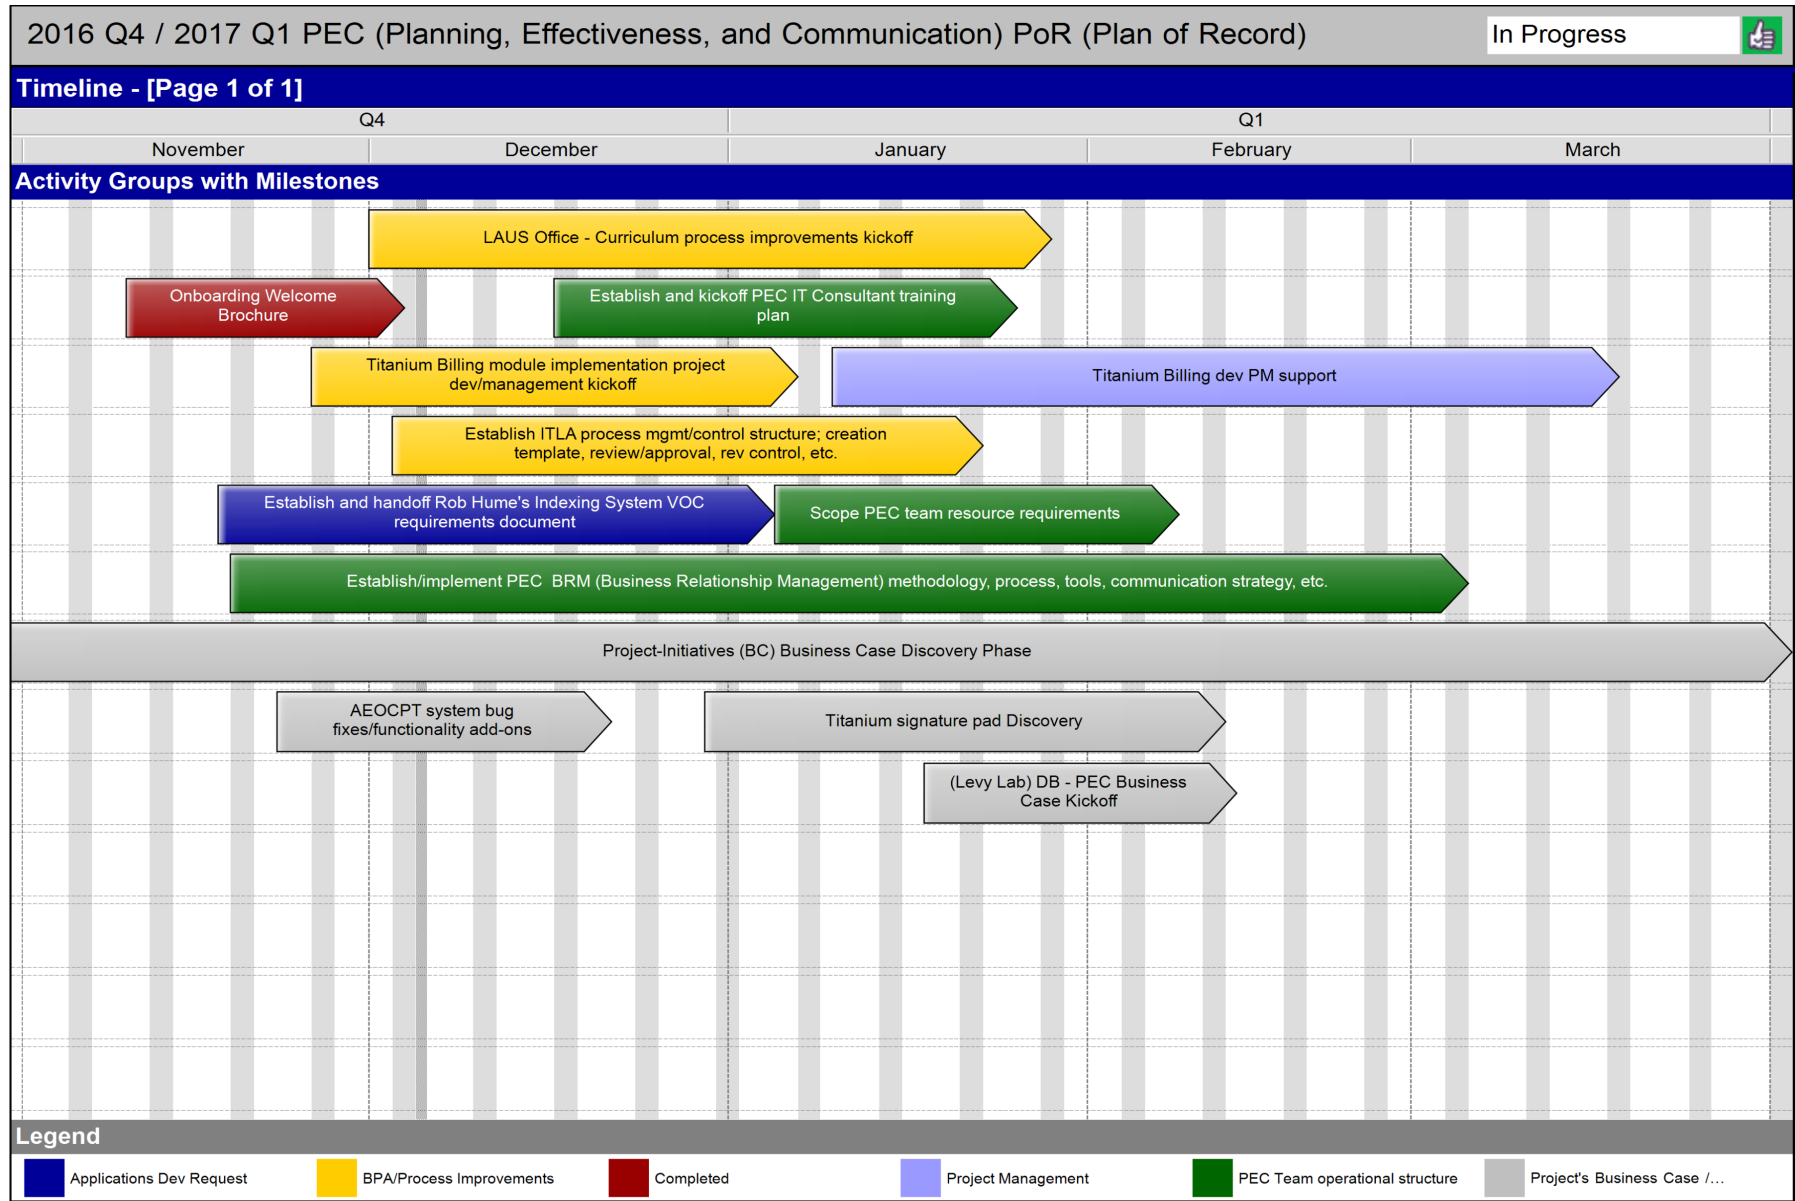 2016 Q4 / 2017 Q1 PEC (Planning, Effectiveness, and Communication) PoR (Plan of Record)
In Progress
Timeline - [Page 1 of 1]
Q4
Q1
November
December
January
February
March
Activity Groups with Milestones
LAUS Office - Curriculum process improvements kickoff
Onboarding Welcome
Brochure
Establish and kickoff PEC IT Consultant training
plan
Titanium Billing module implementation project
dev/management kickoff
Titanium Billing dev PM support
Establish ITLA process mgmt/control structure; creation
template, review/approval, rev control, etc.
Establish and handoff Rob Hume's Indexing System VOC
requirements document
Scope PEC team resource requirements
Establish/implement PEC  BRM (Business Relationship Management) methodology, process, tools, communication strategy, etc.
Project-Initiatives (BC) Business Case Discovery Phase
AEOCPT system bug
fixes/functionality add-ons
Titanium signature pad Discovery
(Levy Lab) DB - PEC Business
Case Kickoff
Legend
Applications Dev Request
BPA/Process Improvements
Completed
Project Management
PEC Team operational structure
Project's Business Case /...